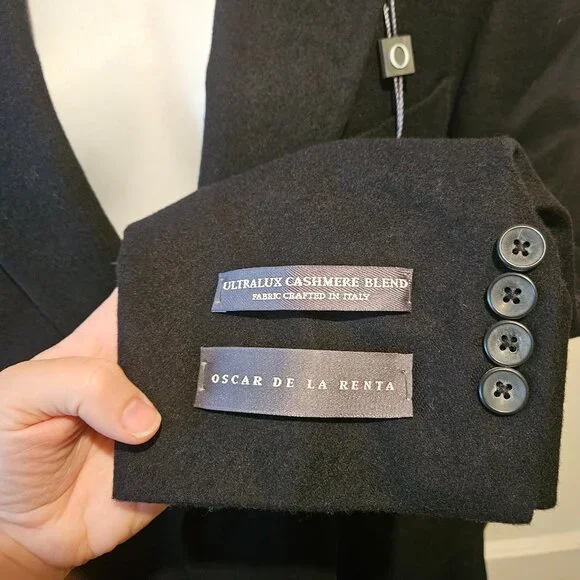 O
ULTRALUX CASHMERE BLEND
FABRIC CRAFTED IN ITALY
OSCAR DE LA RENTA